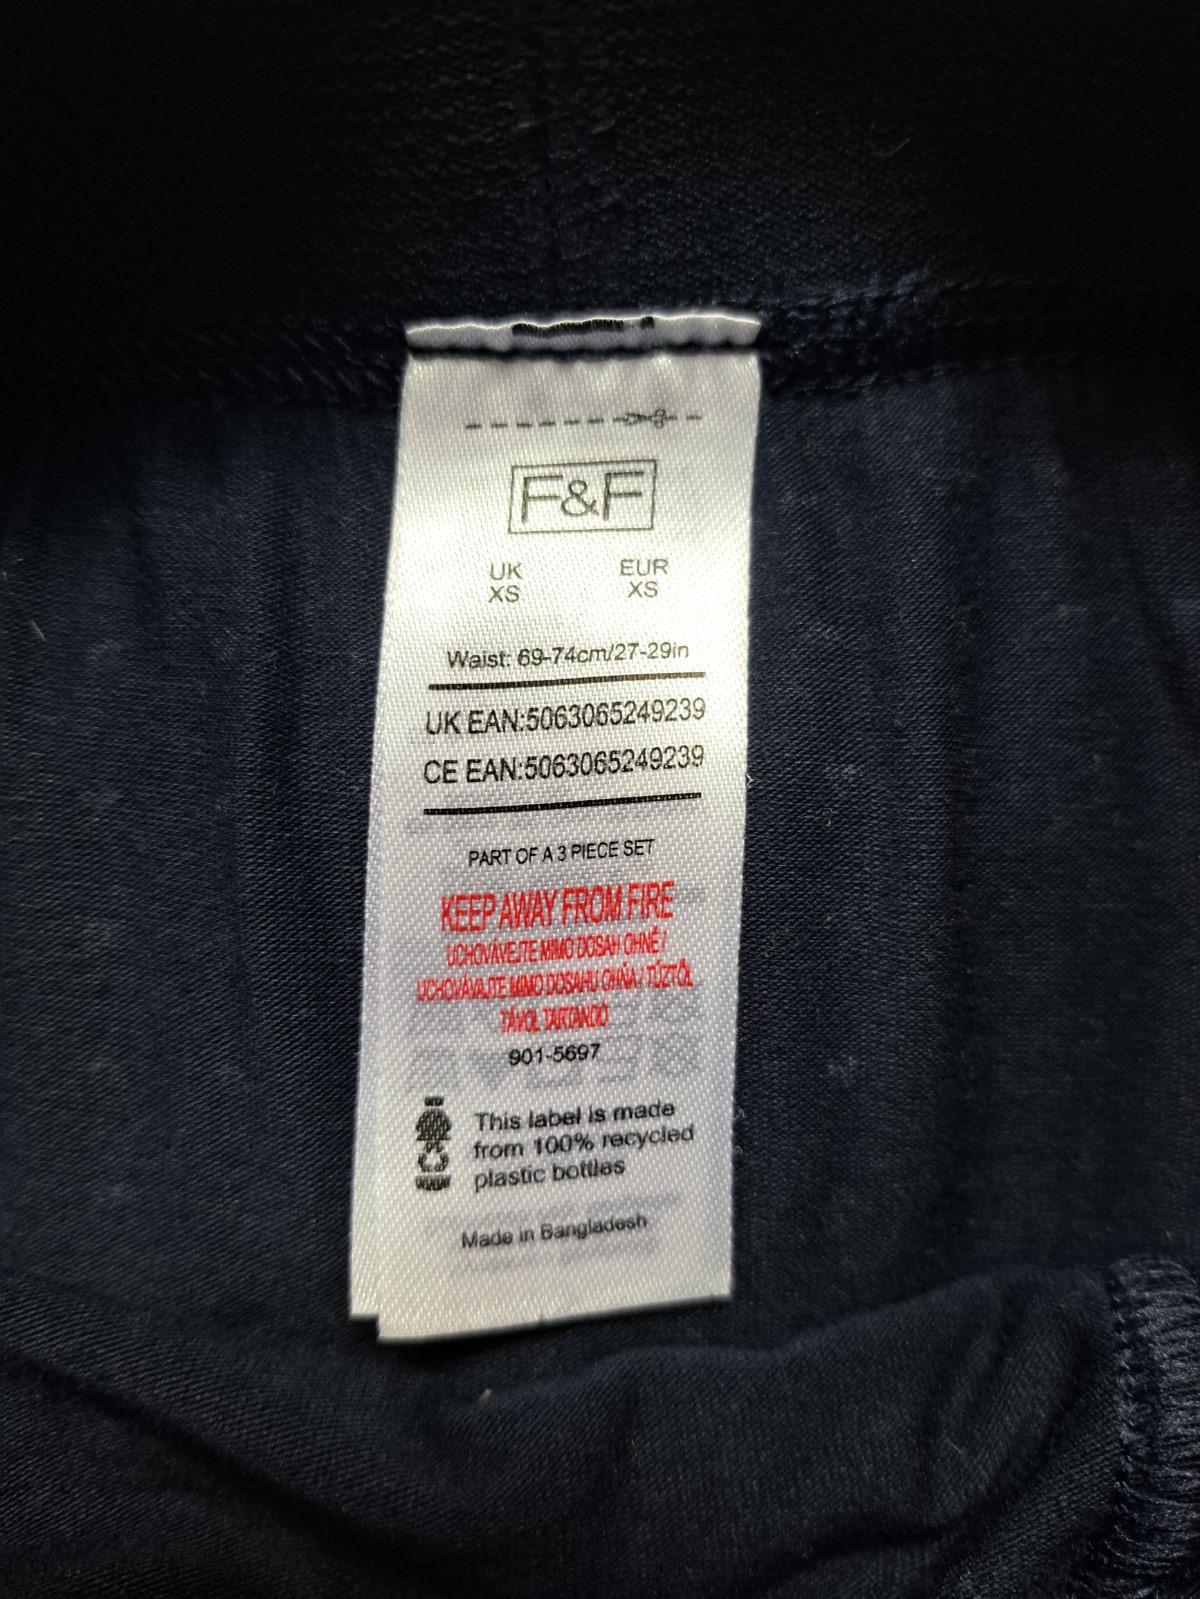 F&F
UK EUR
XS XS
Waist: 69-74cm/27-29in
UK EAN:5063065249239
CE EAN:5063065249239
PART OF A 3 PIECE SET
KEEP AWAY FROM FIRE
UCHOVÁVEJTE MIMO DOSAH OHNĚ /
UCHOVÁVAJTE MIMO DOSAHU OHŇA / TŰZTŐL
TÁVOL TARTANDÓ
901-5697
This label is made
from 100% recycled
plastic bottles
Made in Bangladesh